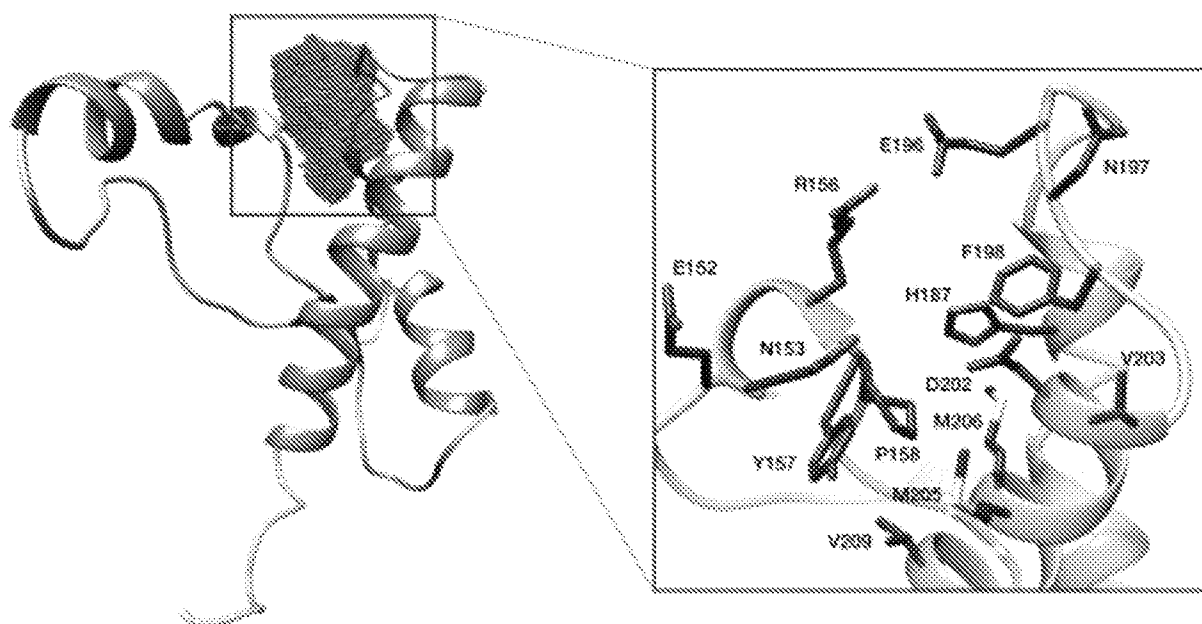 E196
N197
R156
F198
E152
H187
N153
V203
D202
M206
Y157
P158
M205
V209